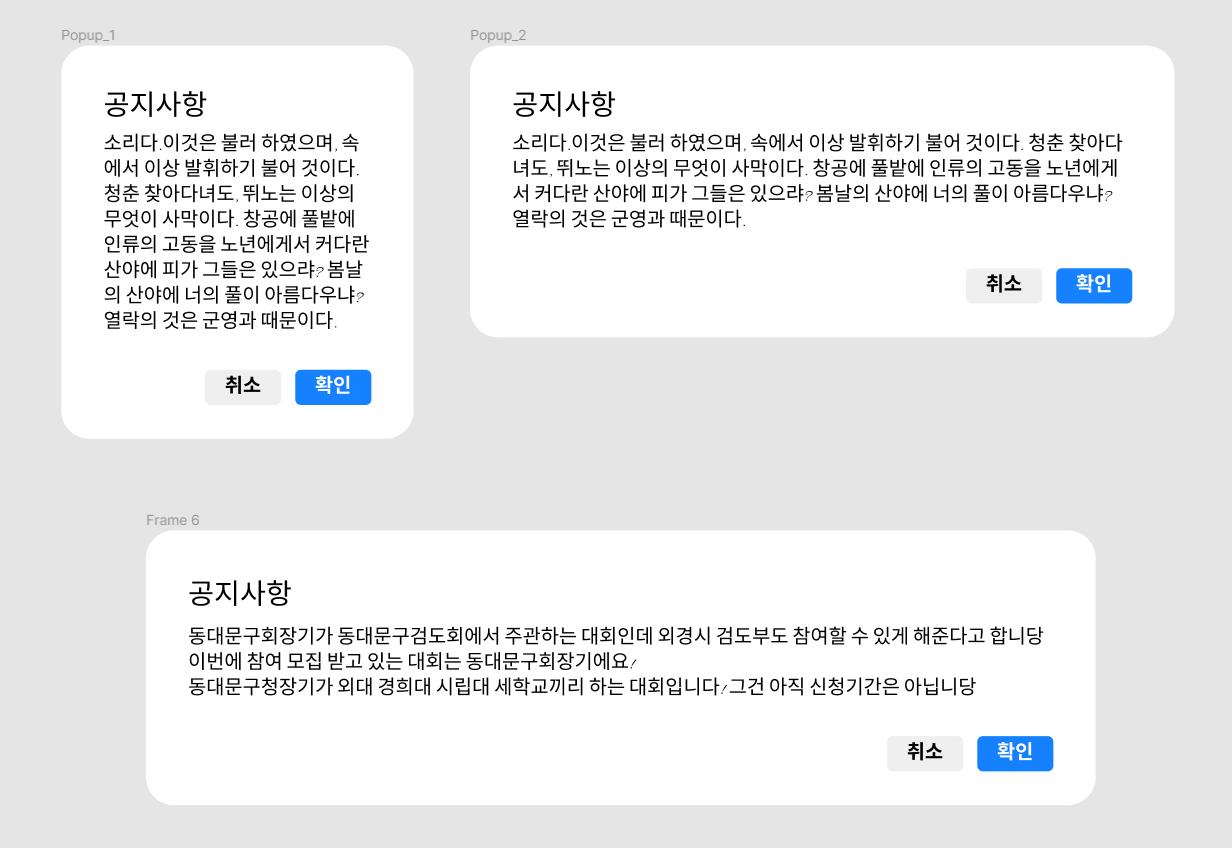 Popup_1
공지사항
소리다.이것은 불러 하였으며, 속
에서 이상 발휘하기 불어 것이다.
청춘 찾아다녀도, 뛰노는 이상의
무엇이 사막이다. 창공에 풀밭에
인류의 고동을 노년에게서 커다란
산야에 피가 그들은 있으랴? 봄날
의 산야에 너의 풀이 아름다우냐?
열락의 것은 군영과 때문이다.
취소
확인
Popup_2
공지사항
소리다.이것은 불러 하였으며, 속에서 이상 발휘하기 불어 것이다. 청춘 찾아다
녀도, 뛰노는 이상의 무엇이 사막이다. 창공에 풀밭에 인류의 고동을 노년에게
서 커다란 산야에 피가 그들은 있으랴? 봄날의 산야에 너의 풀이 아름다우냐?
열락의 것은 군영과 때문이다.
취소
확인
Frame 6
공지사항
동대문구회장기가 동대문구검도회에서 주관하는 대회인데 외경시 검도부도 참여할 수 있게 해준다고 합니당
이번에 참여 모집 받고 있는 대회는 동대문구회장기에요!
동대문구청장기가 외대 경희대 시립대 세학교끼리 하는 대회입니다! 그건 아직 신청기간은 아닙니당
취소
확인